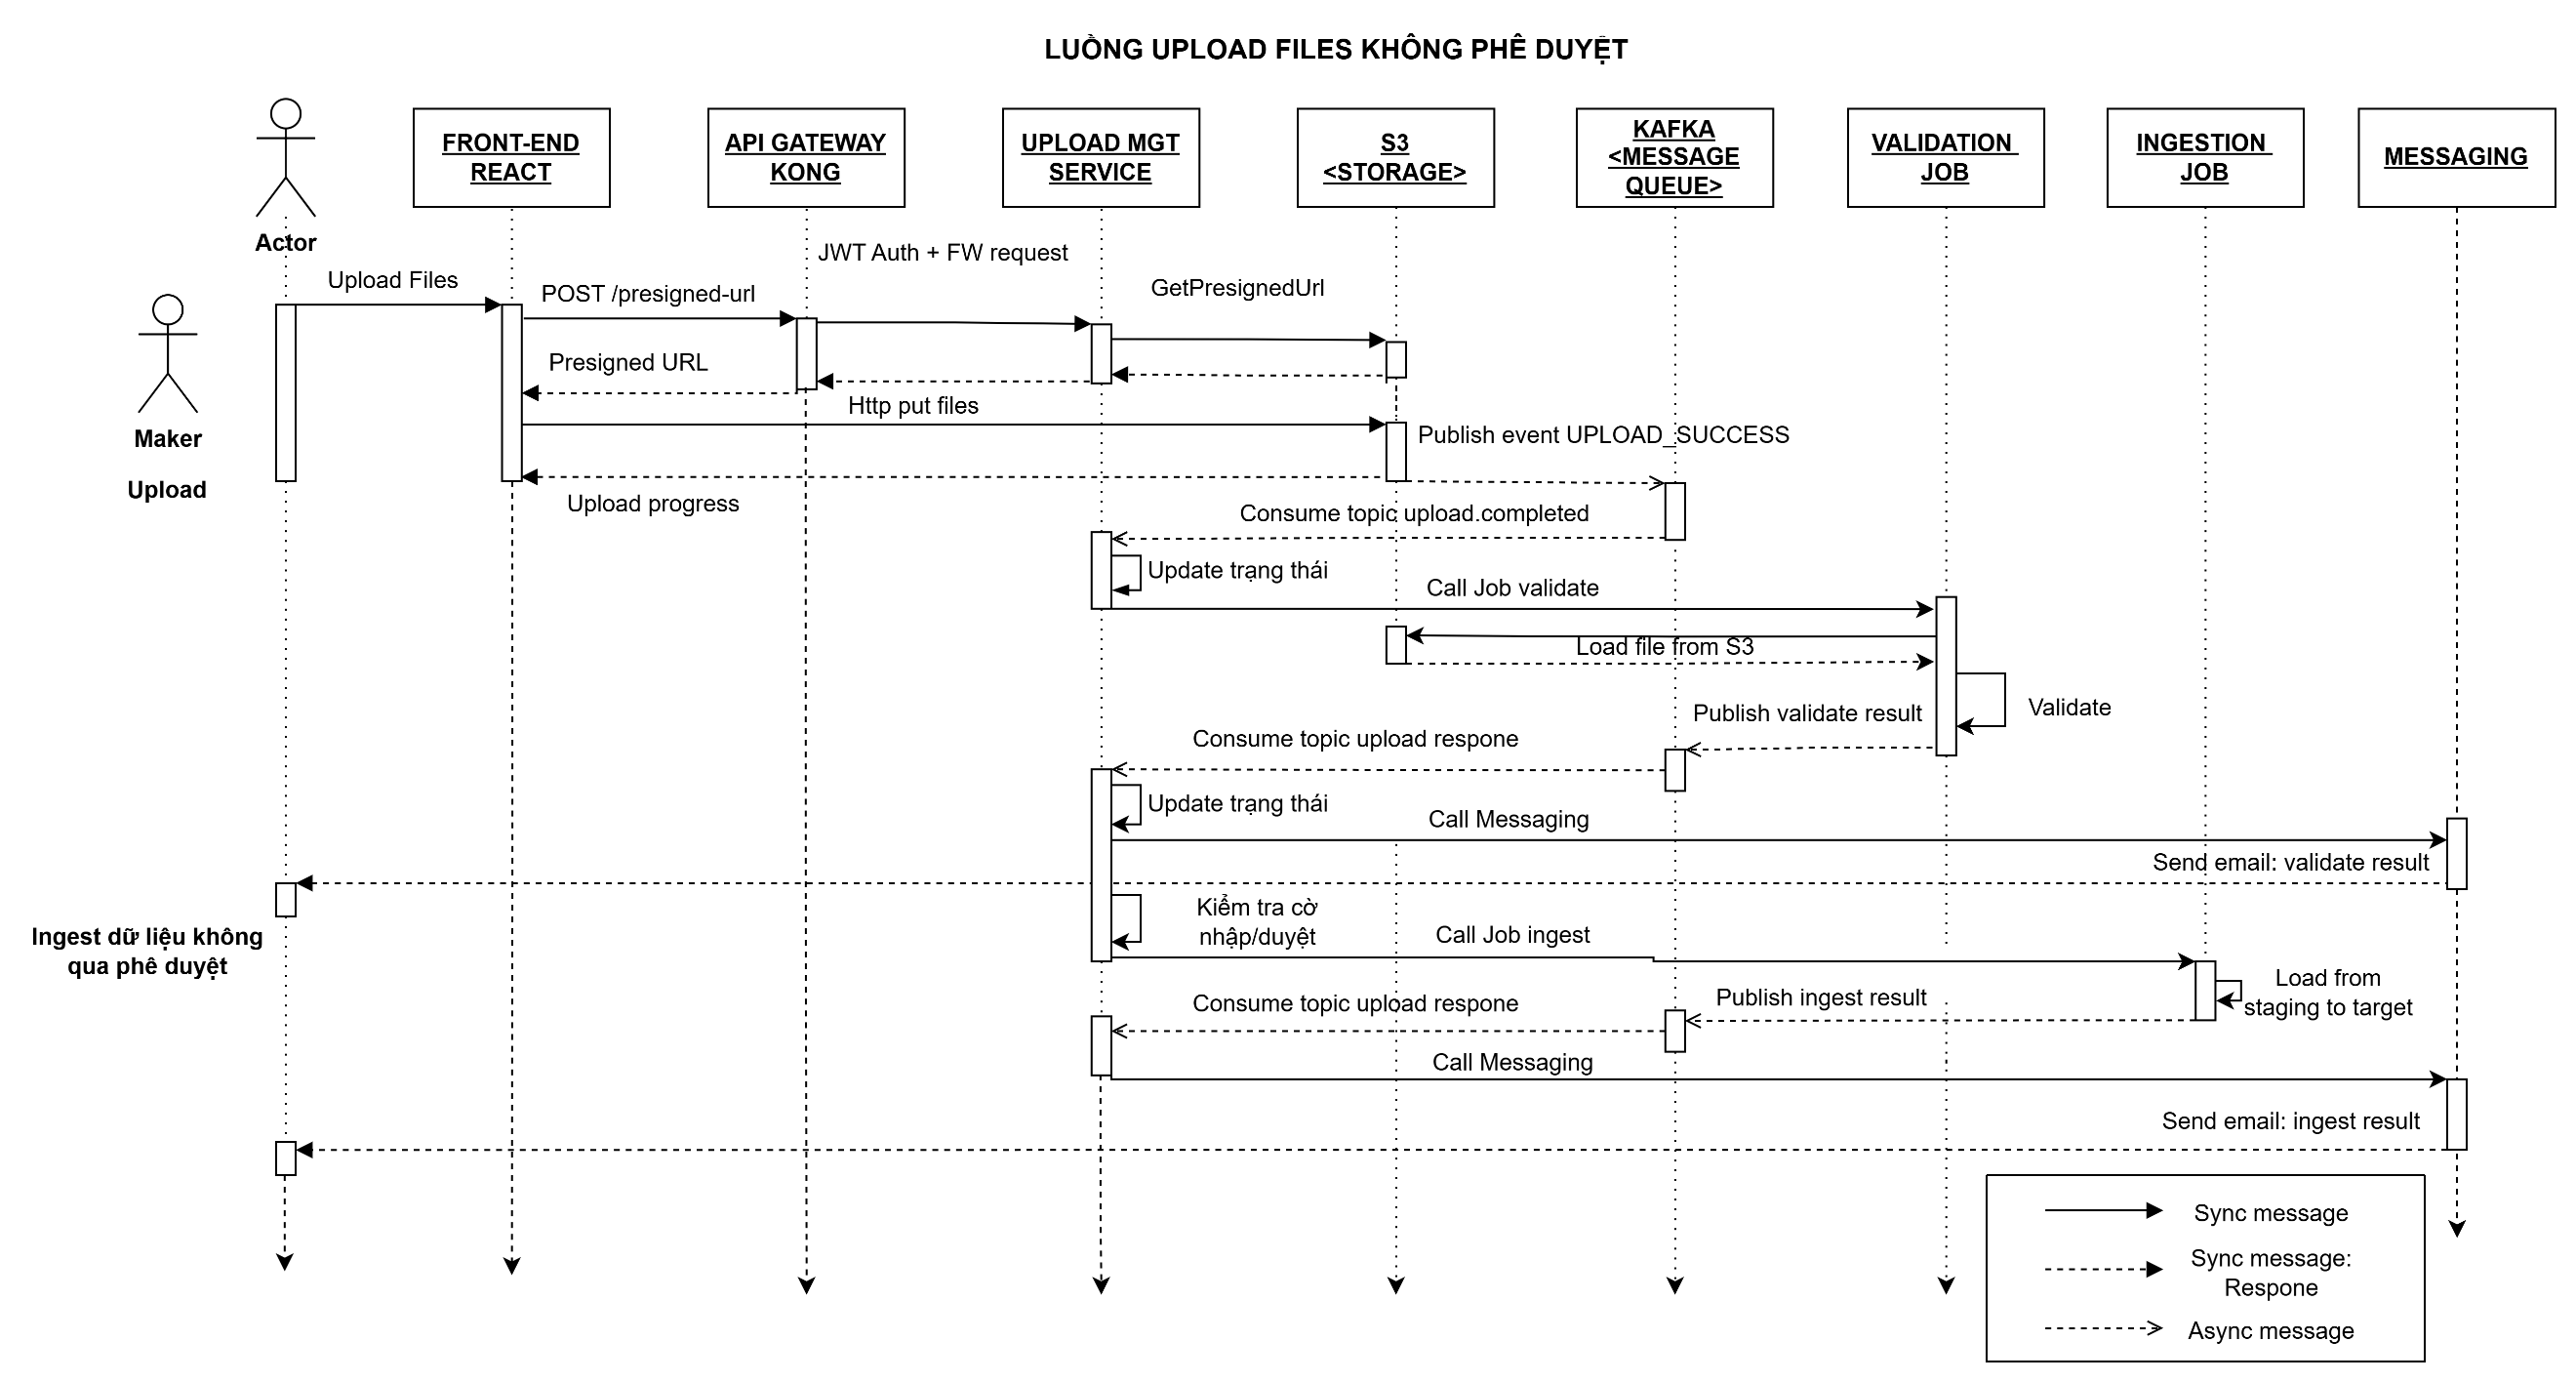 LUỒNG UPLOAD FILES KHÔNG PHÊ DUYỆT
Actor
FRONT-END
REACT
API GATEWAY
KONG
UPLOAD MGT
SERVICE
S3
<STORAGE>
KAFKA
<MESSAGE
QUEUE>
VALIDATION
JOB
INGESTION
JOB
MESSAGING
JWT Auth + FW request
Upload Files
POST /presigned-url
GetPresignedUrl
Presigned URL
Http put files
Maker
Upload
Publish event UPLOAD_SUCCESS
Upload progress
Consume topic upload.completed
Update trạng thái
Call Job validate
Load file from S3
Validate
Publish validate result
Consume topic upload respone
Update trạng thái
Call Messaging
Send email: validate result
Kiểm tra cờ
nhập/duyệt
Ingest dữ liệu không
qua phê duyệt
Call Job ingest
Load from
staging to target
Publish ingest result
Consume topic upload respone
Call Messaging
Send email: ingest result
Sync message
Sync message:
Respone
Async message